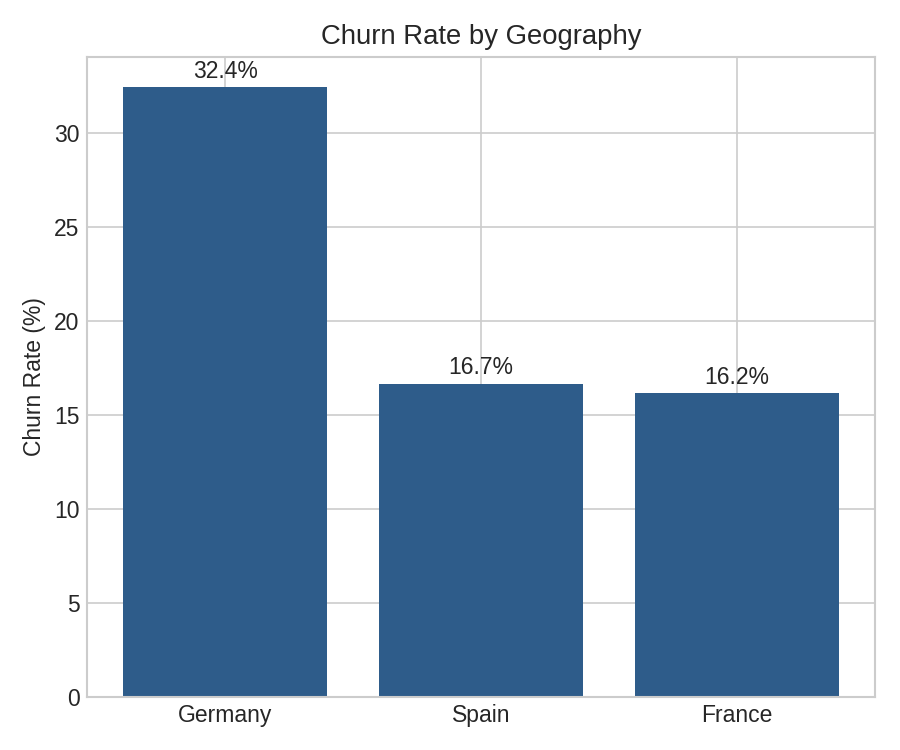 Churn Rate by Geography
Churn Rate (%)
30
25
20
15
10
5
0
32.4%
16.7%
16.2%
Germany
Spain
France